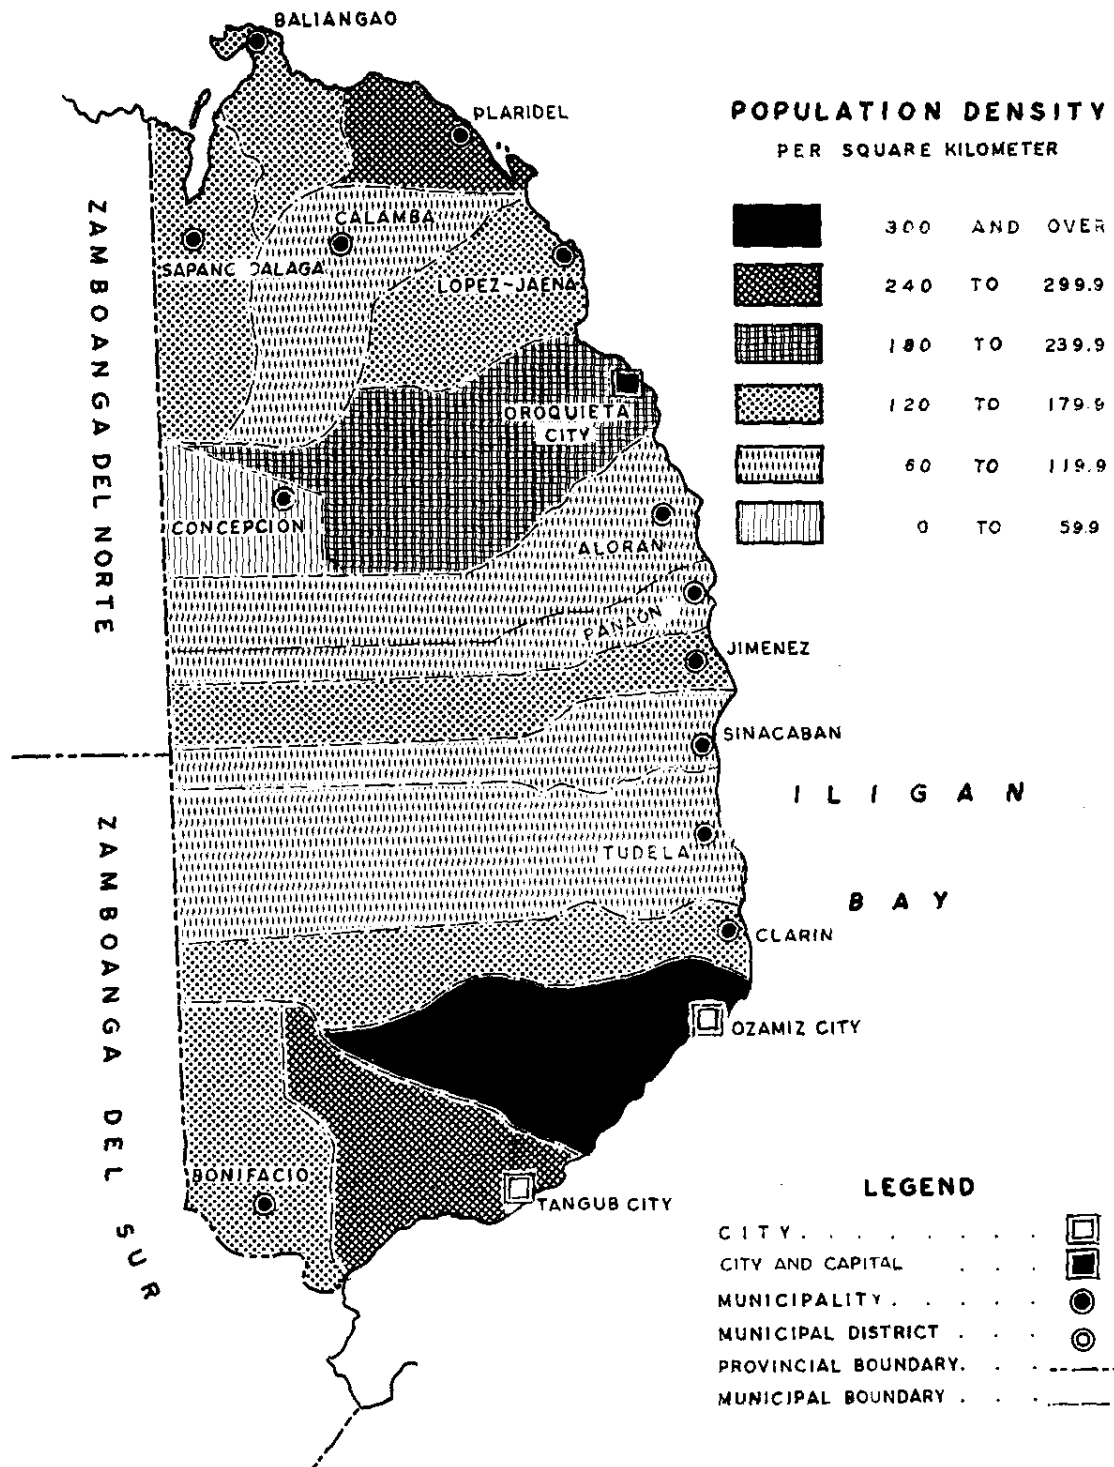 BALIANGAO
PLARIDEL
POPULATION DENSITY
PER SQUARE KILOMETER
300 AND OVER
240 TO 299.9
180 TO 239.9
120 TO 179.9
60 TO 119.9
0 TO 59.9
ZAMBOANGA DEL NORTE
CALAMBA
SAPANG DALAGA
LOPEZ-JAENA
OROQUIETA
CITY
CONCEPCION
ALORAN
PANAON
JIMENEZ
SINACABAN
ILIGAN
BAY
TUDELA
CLARIN
ZAMBOANGA DEL SUR
OZAMIZ CITY
BONIFACIO
TANGUB CITY
LEGEND
CITY. . . . . . . .
CITY AND CAPITAL . . .
MUNICIPALITY. . . . .
MUNICIPAL DISTRICT . . .
PROVINCIAL BOUNDARY. . .
MUNICIPAL BOUNDARY . . .